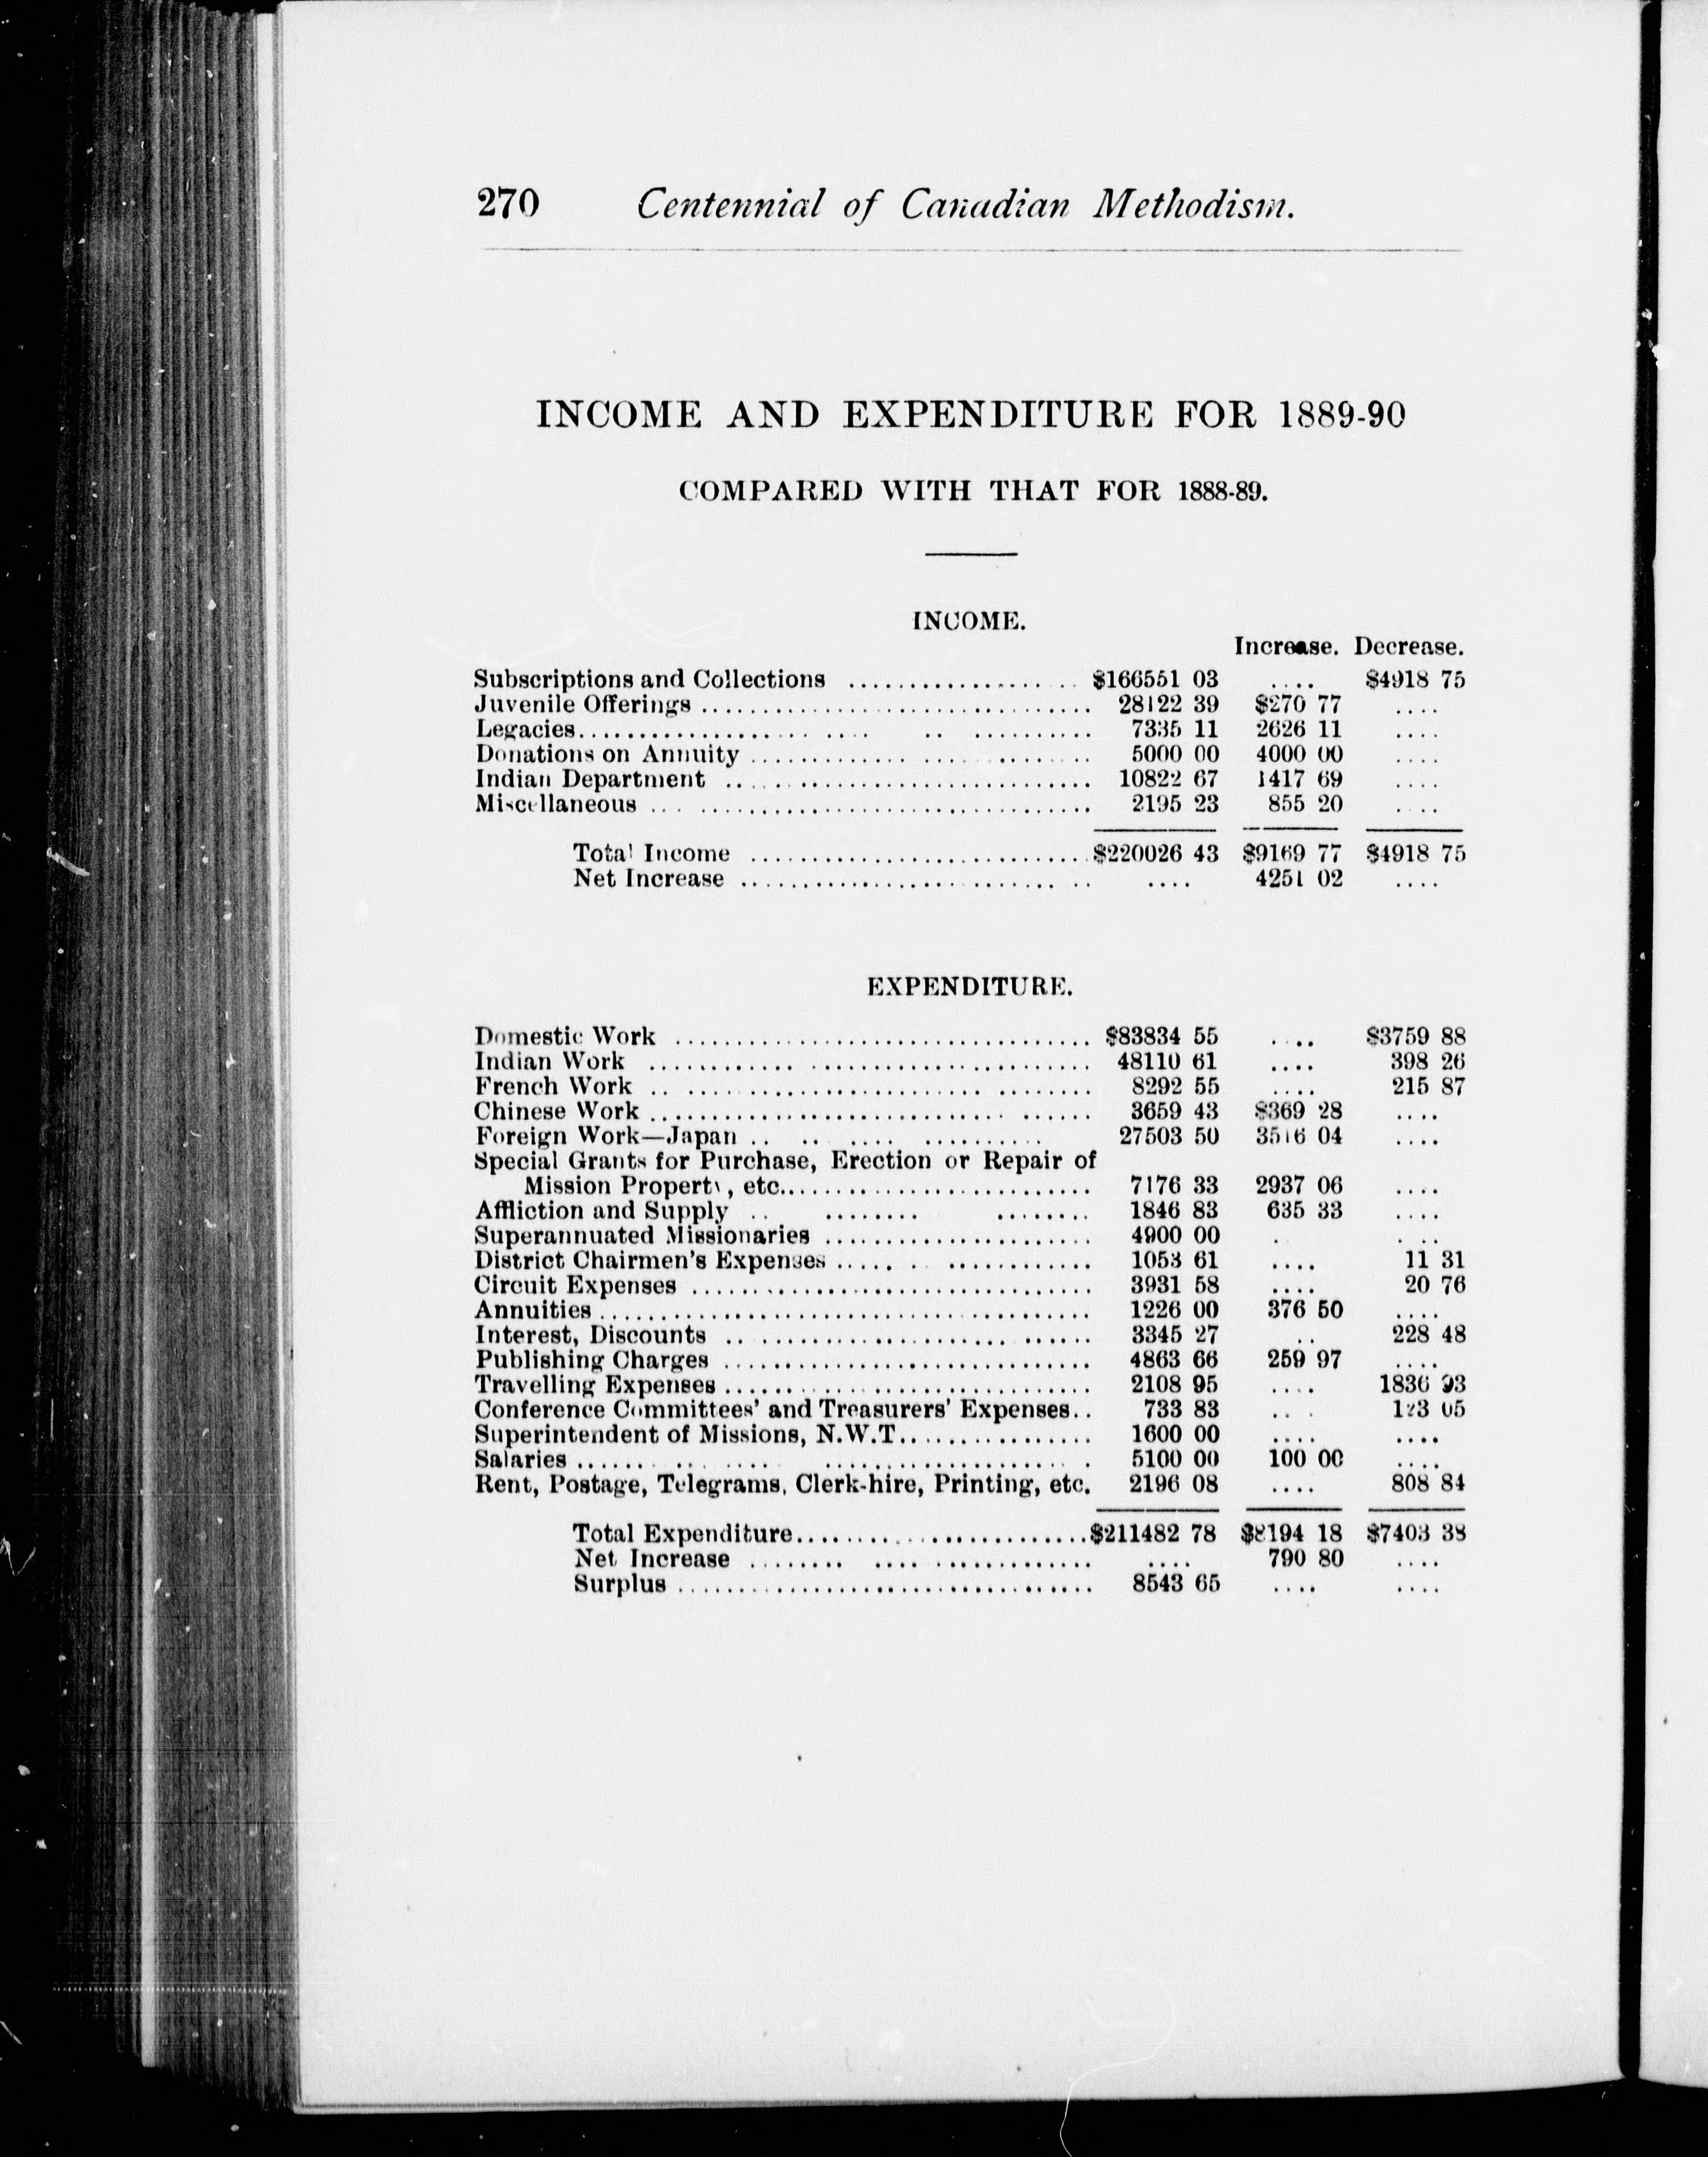 270 Centennial of Canadian Methodism.
INCOME AND EXPENDITURE FOR 1889-90
COMPARED WITH THAT FOR 1888-89.
INCOME.
Increase. Decrease.
Subscriptions and Collections .................... $166551 03 .... $4918 75
Juvenile Offerings ................................ 28122 39 $270 77 ....
Legacies.................... .... .. .......... 7335 11 2626 11 ....
Donations on Annuity ............... ... ........ 5000 00 4000 00 ....
Indian Department .............................. 10822 67 1417 69 ....
Miscellaneous ................................... 2195 23 855 20 ....
Total Income ............................$220026 43 $9169 77 $4918 75
Net Increase ............................. .... 4251 02 ....
EXPENDITURE.
Domestic Work .................................. $83834 55 .... $3759 88
Indian Work .................................... 48110 61 .... 398 26
French Work .................................... 8292 55 .... 215 87
Chinese Work .................................... 3659 43 $369 28 ....
Foreign Work—Japan .. .. .... .......... 27503 50 3516 04 ....
Special Grants for Purchase, Erection or Repair of
Mission Property, etc.......................... 7176 33 2937 06 ....
Affliction and Supply .. ........ ........ 1846 83 635 33 ....
Superannuated Missionaries ...................... 4900 00 . ....
District Chairmen's Expenses ..... . ............ 1053 61 .... 11 31
Circuit Expenses ................................. 3931 58 .... 20 76
Annuities ........................................ 1226 00 376 50 ....
Interest, Discounts .............................. 3345 27 .. 228 48
Publishing Charges .............................. 4863 66 259 97 ....
Travelling Expenses .............................. 2108 95 .... 1836 93
Conference Committees' and Treasurers' Expenses.. 733 83 ... 123 05
Superintendent of Missions, N.W.T................ 1600 00 .... ....
Salaries ...... .. ... ...................... . 5100 00 100 00 ....
Rent, Postage, Telegrams, Clerk-hire, Printing, etc. 2196 08 .... 808 84
Total Expenditure........................$211482 78 $8194 18 $7403 38
Net Increase ........ .... ............. .... 790 80 ....
Surplus .................................. 8543 65 .... ....